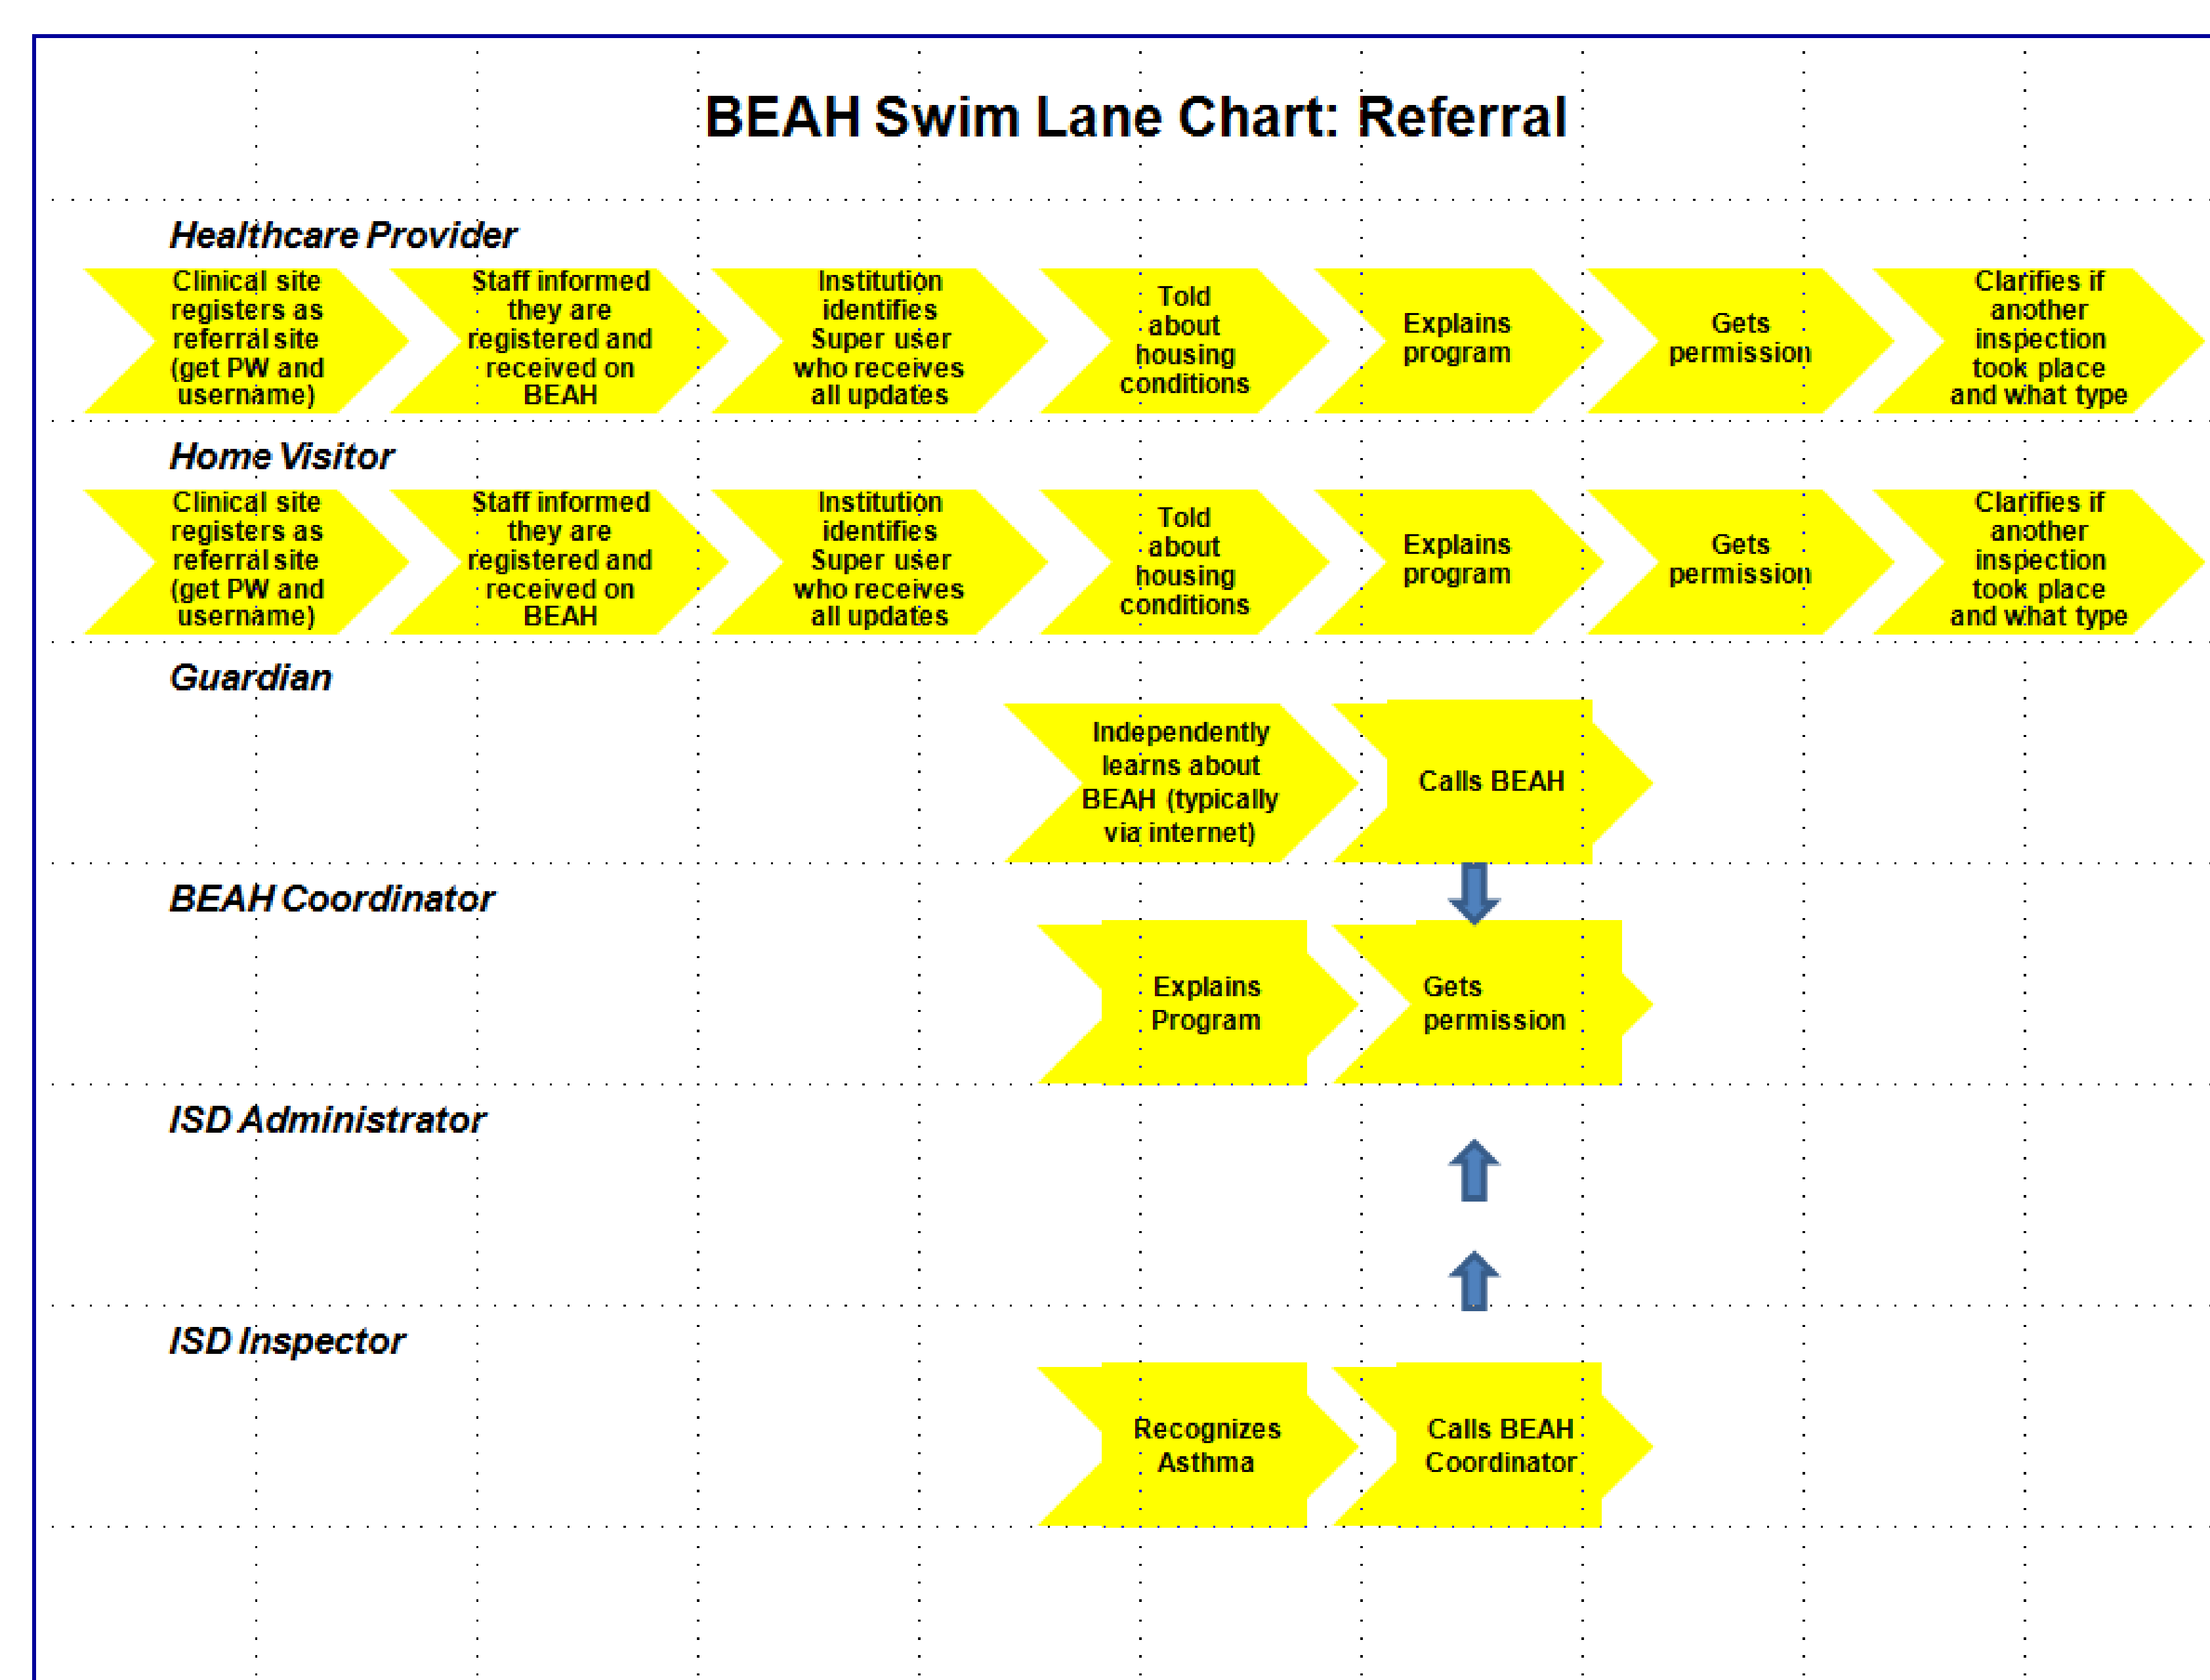 BEAH Swim Lane Chart: Referral
Healthcare Provider
Clinical site
registers as
referral site
(get PW and
username)
Staff informed
they are
registered and
received on
BEAH
Institution
identifies
Super user
who receives
all updates
Told
about
housing
conditions
Explains
program
Gets
permission
Clarifies if
another
inspection
took place
and what type
Home Visitor
Clinical site
registers as
referral site
(get PW and
username)
Staff informed
they are
registered and
received on
BEAH
Institution
identifies
Super user
who receives
all updates
Told
about
housing
conditions
Explains
program
Gets
permission
Clarifies if
another
inspection
took place
and what type
Guardian
Independently
learns about
BEAH (typically
via internet)
Calls BEAH
BEAH Coordinator
Explains
Program
Gets
permission
ISD Administrator
ISD Inspector
Recognizes
Asthma
Calls BEAH
Coordinator